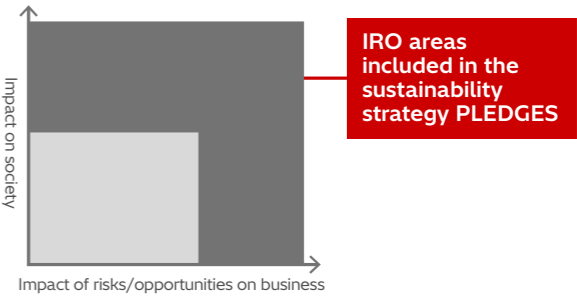 Impact on society
IRO areas
included in the
sustainability
strategy PLEDGES
Impact of risks/opportunities on business